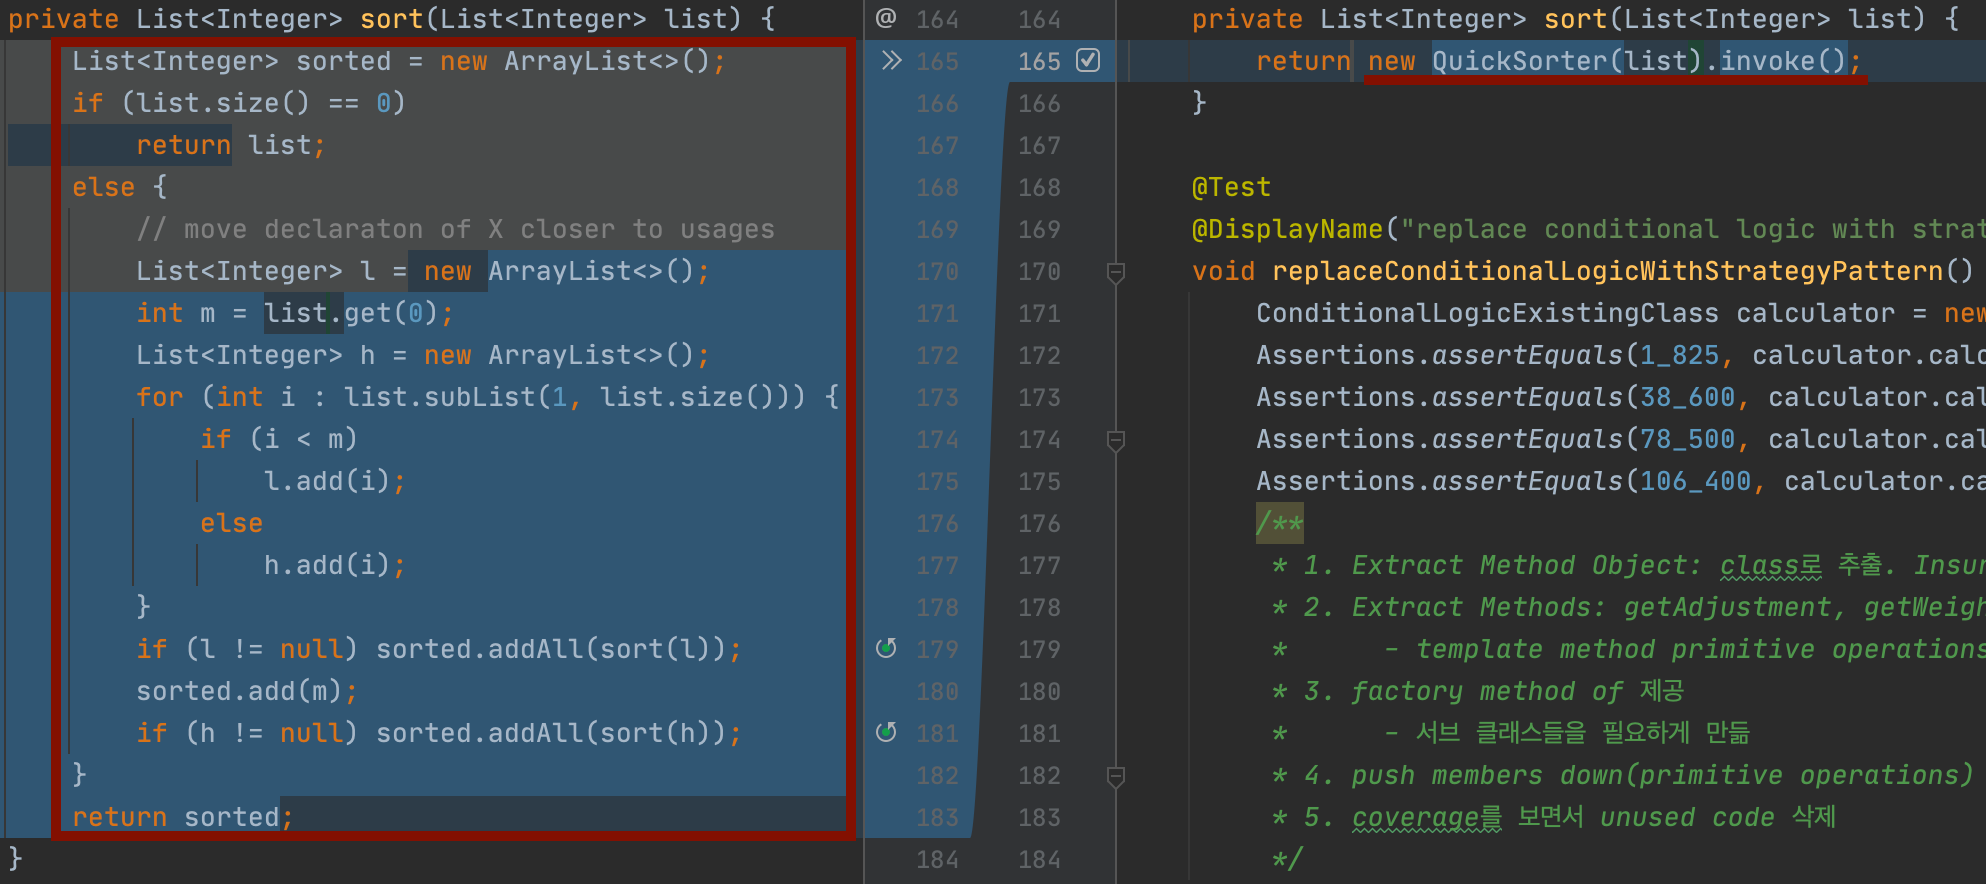 private List<Integer> sort(List<Integer> list) {
List<Integer> sorted = new ArrayList<>();
if (list.size() == 0)
return list;
else {
// move declaraton of X closer to usages
List<Integer> l = new ArrayList<>();
int m = list.get(0);
List<Integer> h = new ArrayList<>();
for (int i : list.subList(1, list.size())) {
if (i < m)
l.add(i);
else
h.add(i);
}
if (l != null) sorted.addAll(sort(l));
sorted.add(m);
if (h != null) sorted.addAll(sort(h));
}
return sorted;
}
@ 164 164
>> 165 165
166 166
167 167
168 168
169 169
170 170
171 171
172 172
173 173
174 174
175 175
176 176
177 177
178 178
179 179
180 180
181 181
182 182
183 183
184 184
private List<Integer> sort(List<Integer> list) {
return new QuickSorter(list).invoke();
}
@Test
@DisplayName("replace conditional logic with strat
void replaceConditionalLogicWithStrategyPattern()
ConditionalLogicExistingClass calculator = new
Assertions.assertEquals(1_825, calculator.calc
Assertions.assertEquals(38_600, calculator.cal
Assertions.assertEquals(78_500, calculator.cal
Assertions.assertEquals(106_400, calculator.ca
/**
* 1. Extract Method Object: class로 추출. Insur
* 2. Extract Methods: getAdjustment, getWeigh
* - template method primitive operations
* 3. factory method of 제공
* - 서브 클래스들을 필요하게 만듦
* 4. push members down(primitive operations)
* 5. coverage를 보면서 unused code 삭제
*/